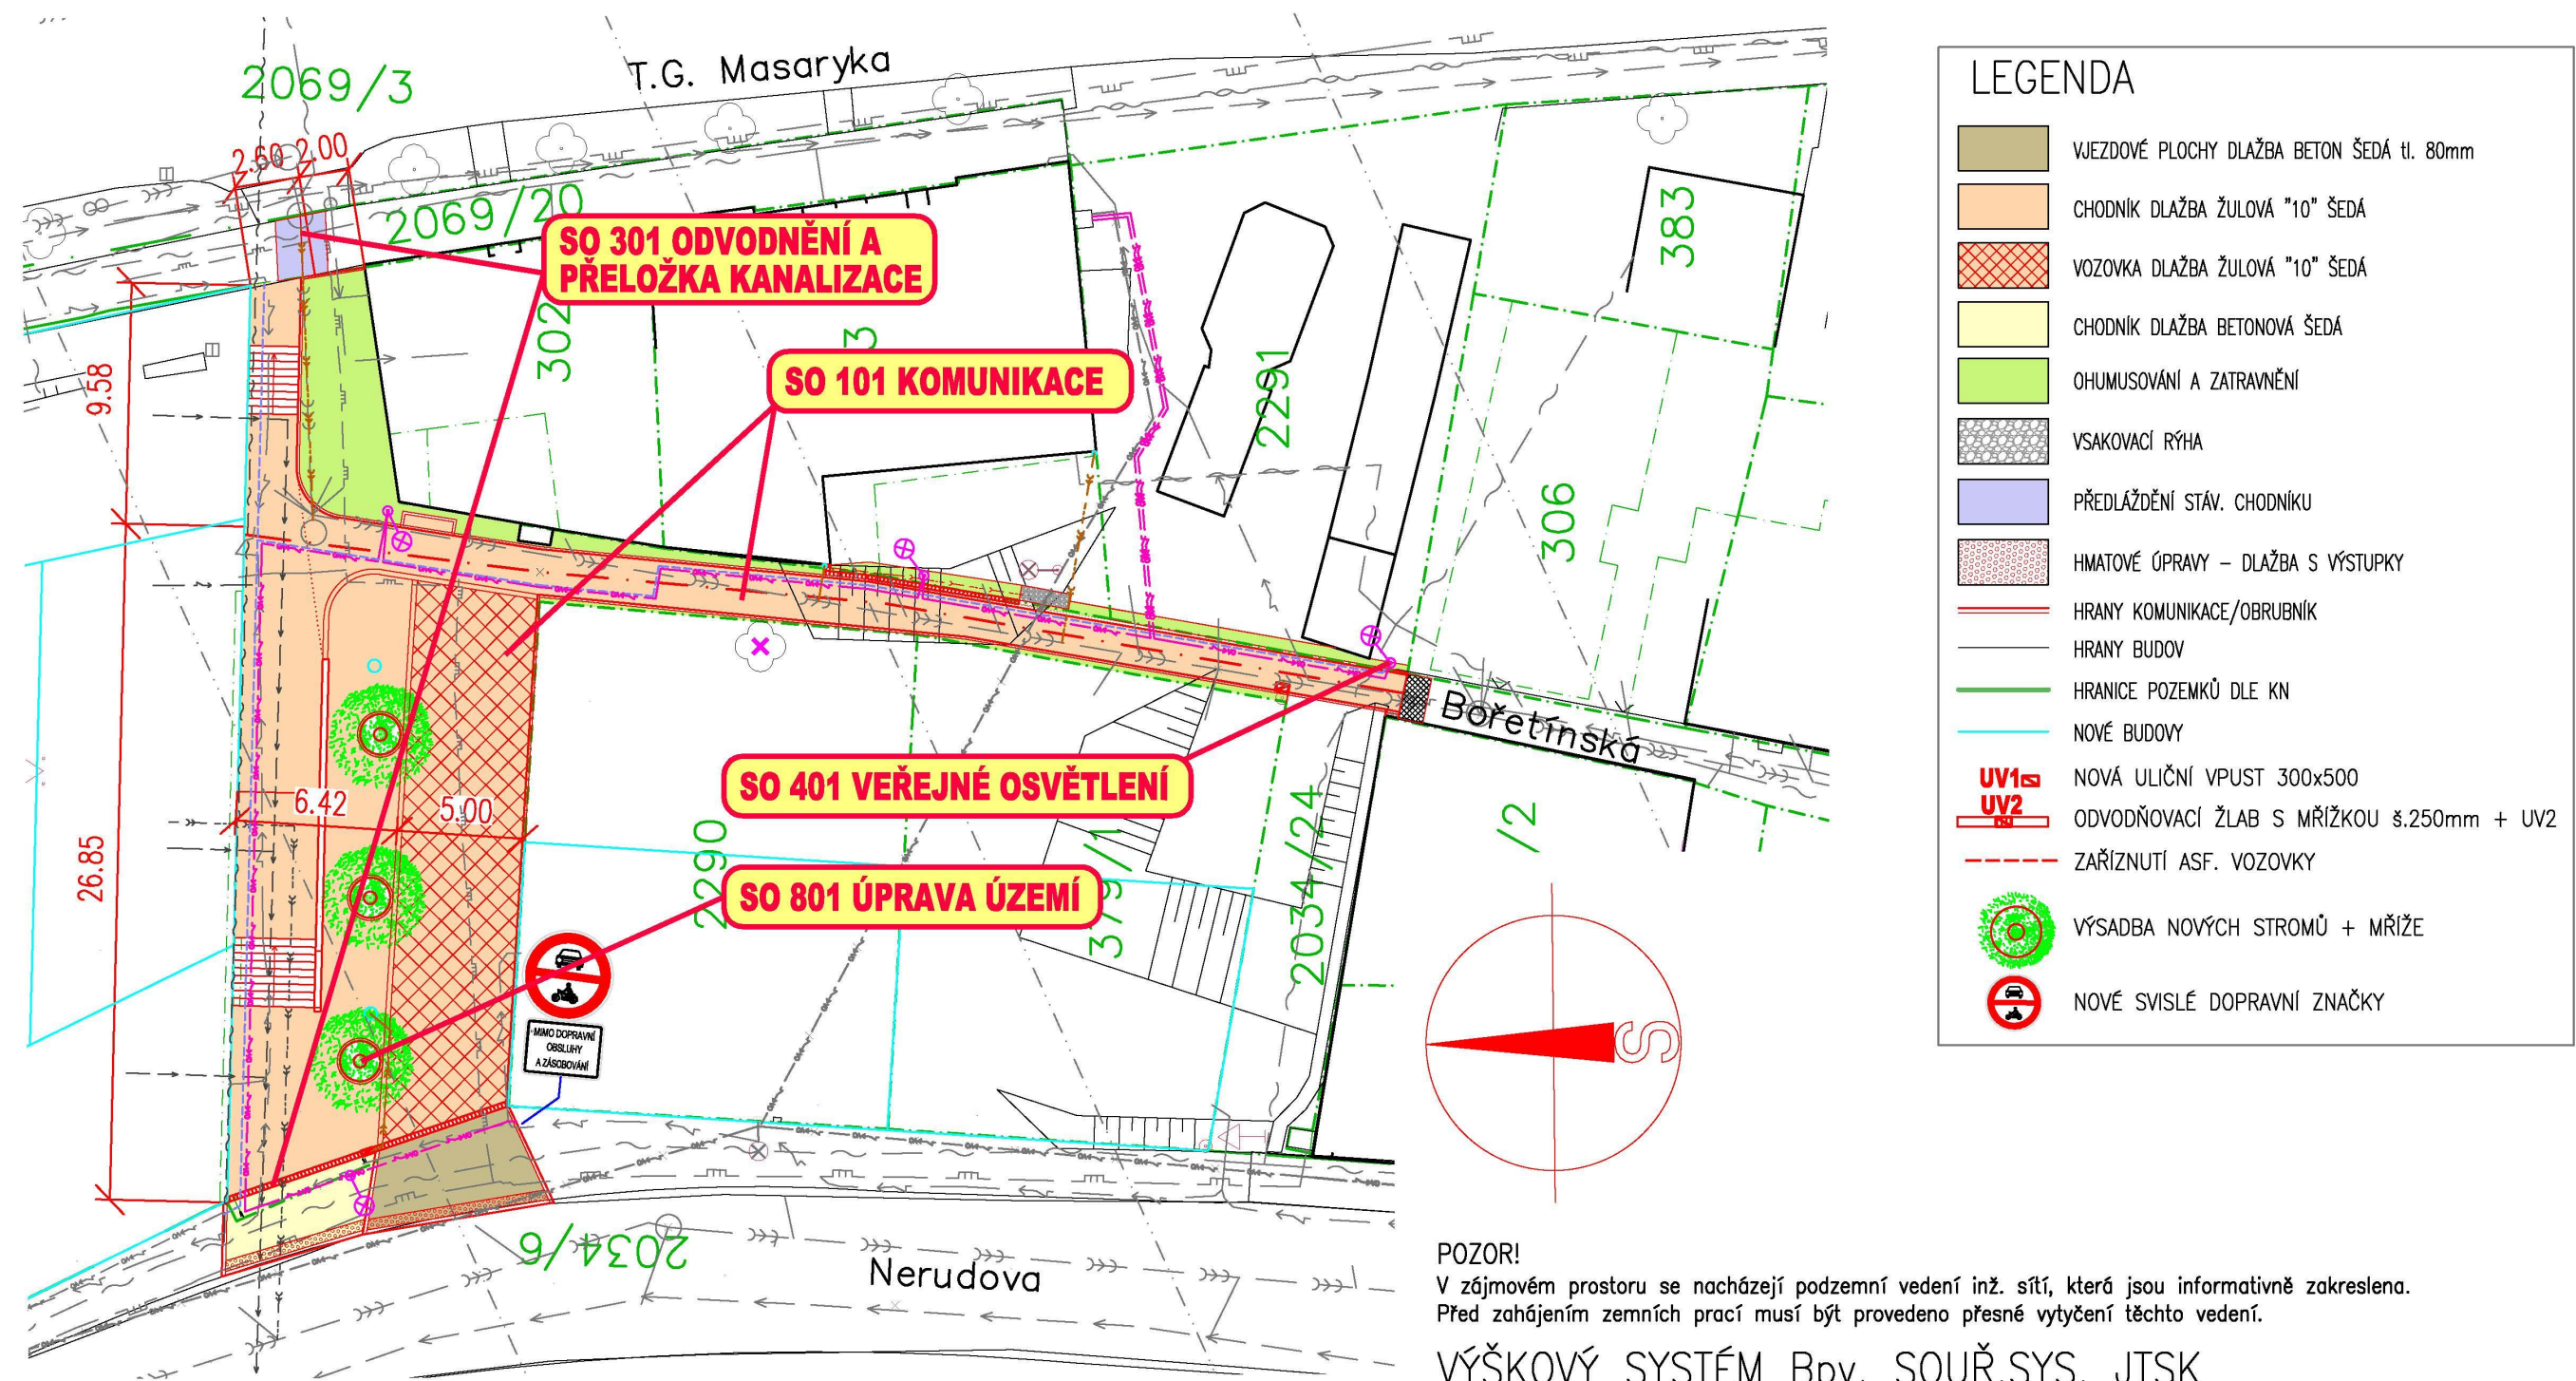 2069/3
T.G. Masaryka
2.60 2.00
2069/20
SO 301 ODVODNĚNÍ A
PŘELOŽKA KANALIZACE
302
3
SO 101 KOMUNIKACE
9.58
2291
383
306
Bořetínská
SO 401 VEŘEJNÉ OSVĚTLENÍ
6.42
5.00
26.85
2290
SO 801 ÚPRAVA ÚZEMÍ
379/1
2034/24
/2
MIMO DOPRAVNÍ
OBSLUHY
A ZÁSOBOVÁNÍ
2034/6
Nerudova
S
LEGENDA
VJEZDOVÉ PLOCHY DLAŽBA BETON ŠEDÁ tl. 80mm
CHODNÍK DLAŽBA ŽULOVÁ "10" ŠEDÁ
VOZOVKA DLAŽBA ŽULOVÁ "10" ŠEDÁ
CHODNÍK DLAŽBA BETONOVÁ ŠEDÁ
OHUMUSOVÁNÍ A ZATRAVNĚNÍ
VSAKOVACÍ RÝHA
PŘEDLÁŽDĚNÍ STÁV. CHODNÍKU
HMATOVÉ ÚPRAVY – DLAŽBA S VÝSTUPKY
HRANY KOMUNIKACE/OBRUBNÍK
HRANY BUDOV
HRANICE POZEMKŮ DLE KN
NOVÉ BUDOVY
UV1 NOVÁ ULIČNÍ VPUST 300x500
UV2 ODVODŇOVACÍ ŽLAB S MŘÍŽKOU š.250mm + UV2
ZAŘÍZNUTÍ ASF. VOZOVKY
VÝSADBA NOVÝCH STROMŮ + MŘÍŽE
NOVÉ SVISLÉ DOPRAVNÍ ZNAČKY
POZOR!
V zájmovém prostoru se nacházejí podzemní vedení inž. sítí, která jsou informativně zakreslena.
Před zahájením zemních prací musí být provedeno přesné vytyčení těchto vedení.
VÝŠKOVÝ SYSTÉM Bpv, SOUŘ.SYS. JTSK